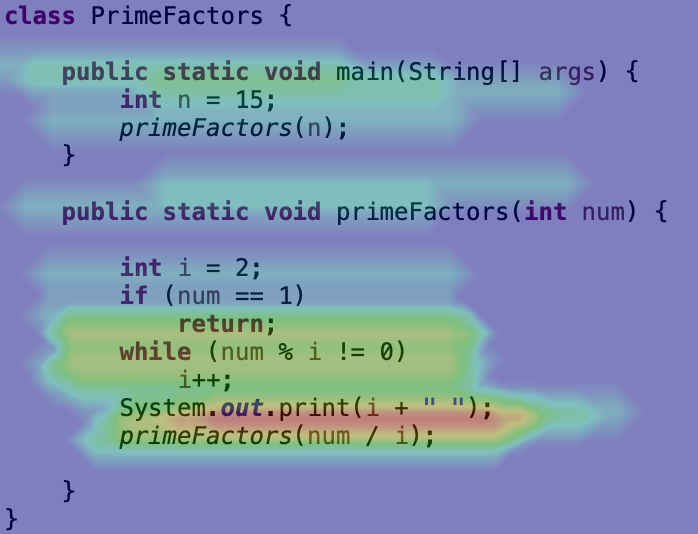 class PrimeFactors {
public static void main(String[] args) {
int n = 15;
primeFactors(n);
}
public static void primeFactors(int num) {
int i = 2;
if (num == 1)
return;
while (num % i != 0)
i++;
System.out.print(i + " ");
primeFactors(num / i);
}
}